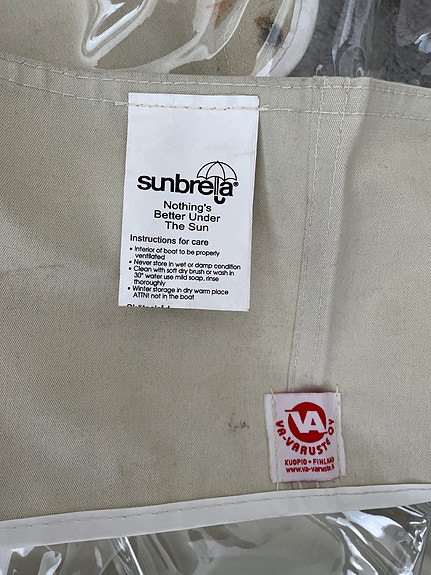 sunbrella®
Nothing's
Better Under
The Sun
Instructions for care
• Interior of boat to be properly
ventilated
• Never store in wet or damp condition
• Clean with soft dry brush or wash in
30° water use mild soap, rinse
thoroughly
• Winter storage in dry warm place
ATTN! not in the boat
VA
VA-VARUSTE OY
KUOPIO • FINLAND
www.va-varuste.fi